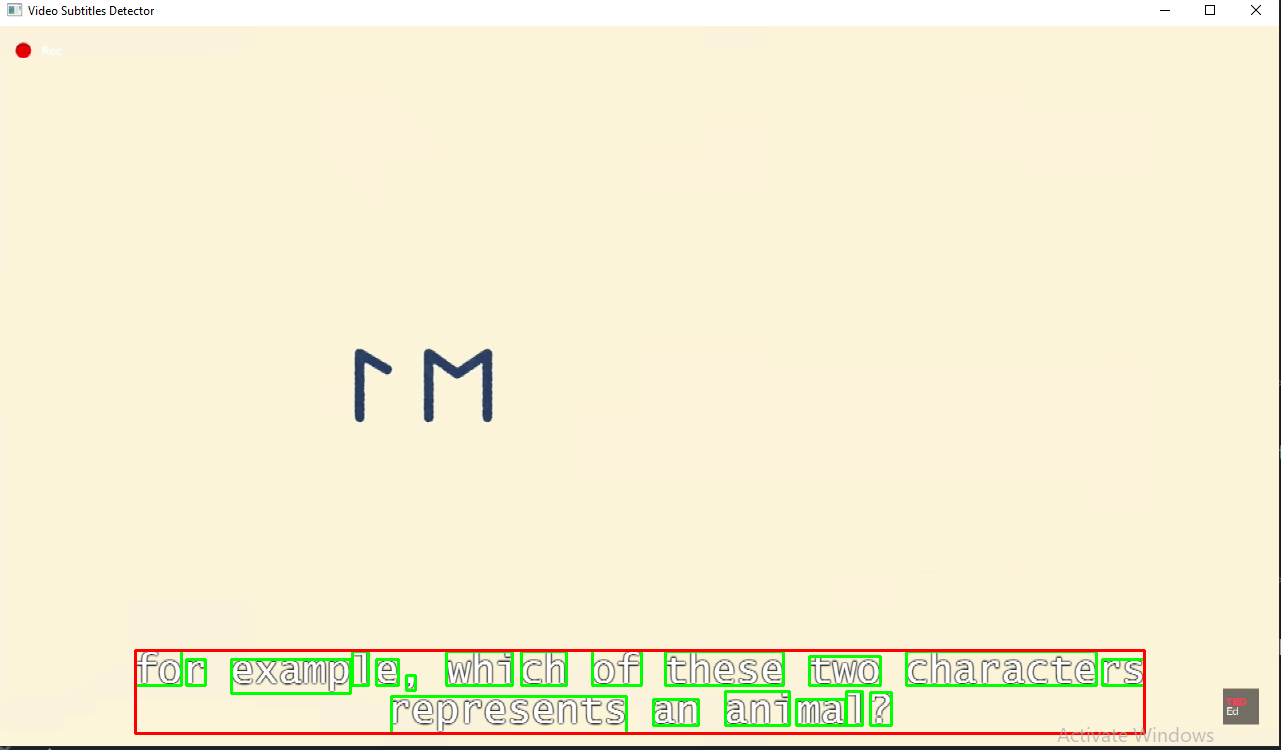 Video Subtitles Detector
Rec
ᛚ ᛖ
for example, which of these two characters
represents an animal?
TED
Ed
Activate Windows